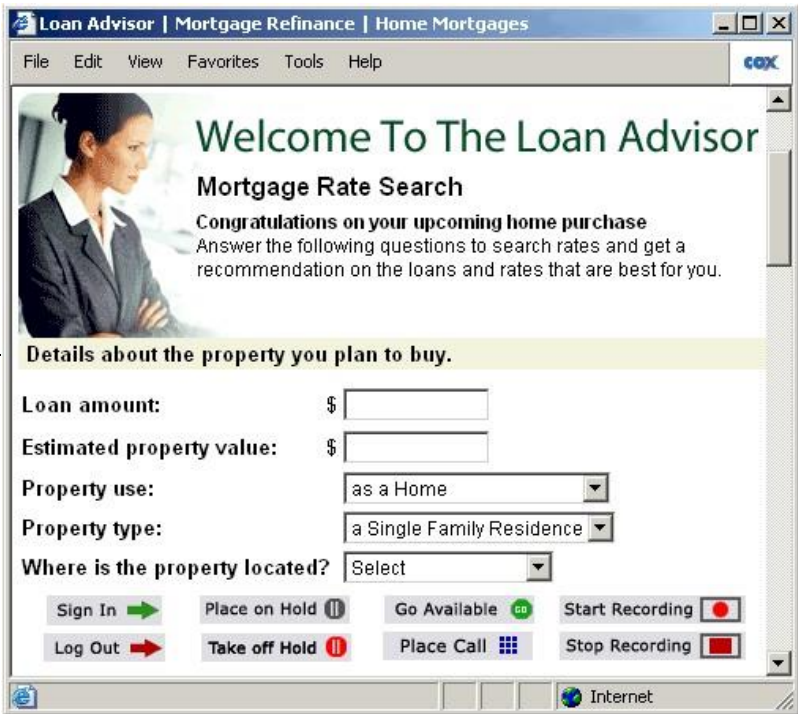 Loan Advisor | Mortgage Refinance | Home Mortgages
File Edit View Favorites Tools Help
cox
Welcome To The Loan Advisor
Mortgage Rate Search
Congratulations on your upcoming home purchase
Answer the following questions to search rates and get a
recommendation on the loans and rates that are best for you.
Details about the property you plan to buy.
Loan amount: $
Estimated property value: $
Property use: as a Home
Property type: a Single Family Residence
Where is the property located? Select
Sign In Place on Hold Go Available GO Start Recording
Log Out Take off Hold Place Call Stop Recording
Internet